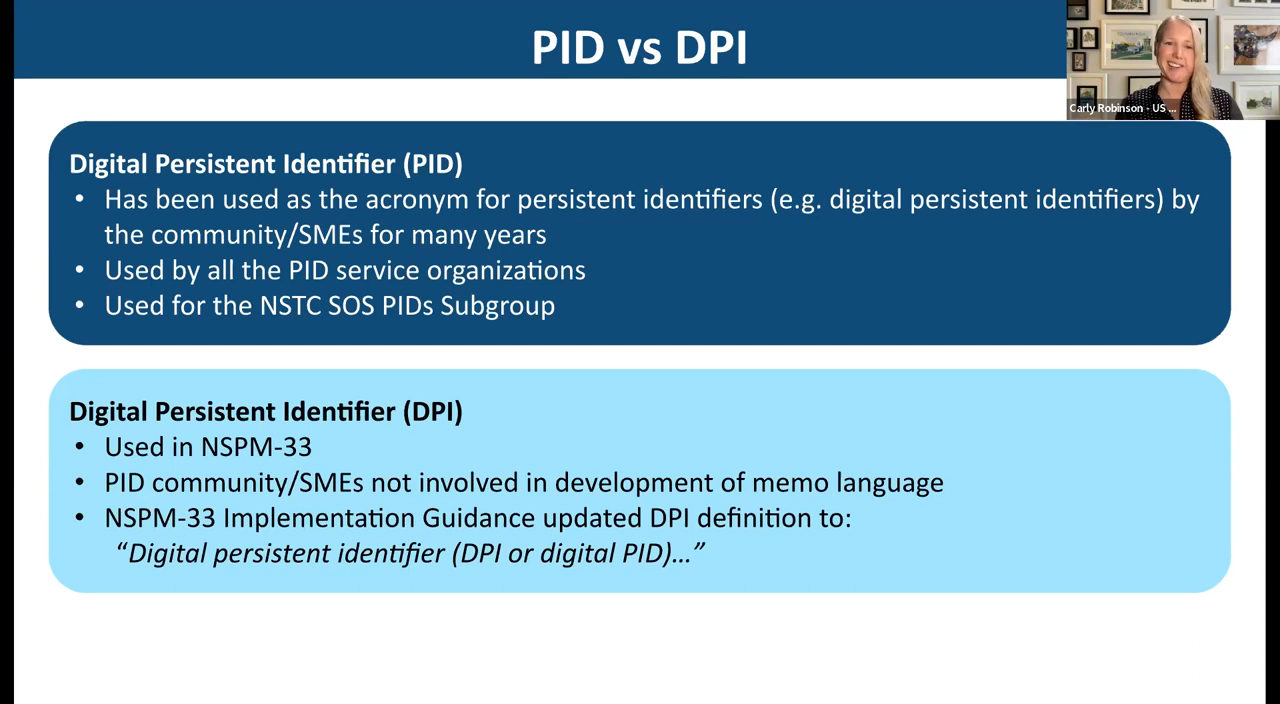 PID vs DPI
Carly Robinson - US ...
Digital Persistent Identifier (PID)
• Has been used as the acronym for persistent identifiers (e.g. digital persistent identifiers) by
the community/SMEs for many years
• Used by all the PID service organizations
• Used for the NSTC SOS PIDs Subgroup
Digital Persistent Identifier (DPI)
• Used in NSPM-33
• PID community/SMEs not involved in development of memo language
• NSPM-33 Implementation Guidance updated DPI definition to:
“Digital persistent identifier (DPI or digital PID)…”